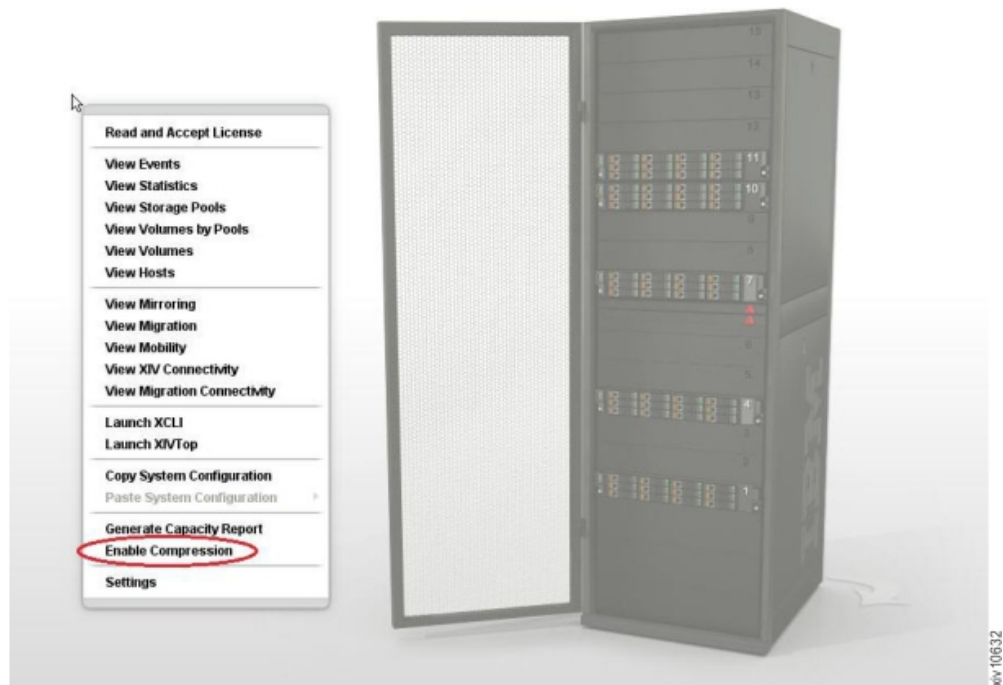 Read and Accept License
View Events
View Statistics
View Storage Pools
View Volumes by Pools
View Volumes
View Hosts
View Mirroring
View Migration
View Mobility
View XIV Connectivity
View Migration Connectivity
Launch XCLI
Launch XIVTop
Copy System Configuration
Paste System Configuration
Generate Capacity Report
Enable Compression
Settings
15
14
13
12
11
10
9
8
7
6
5
4
3
2
1
IBM
xiv10632